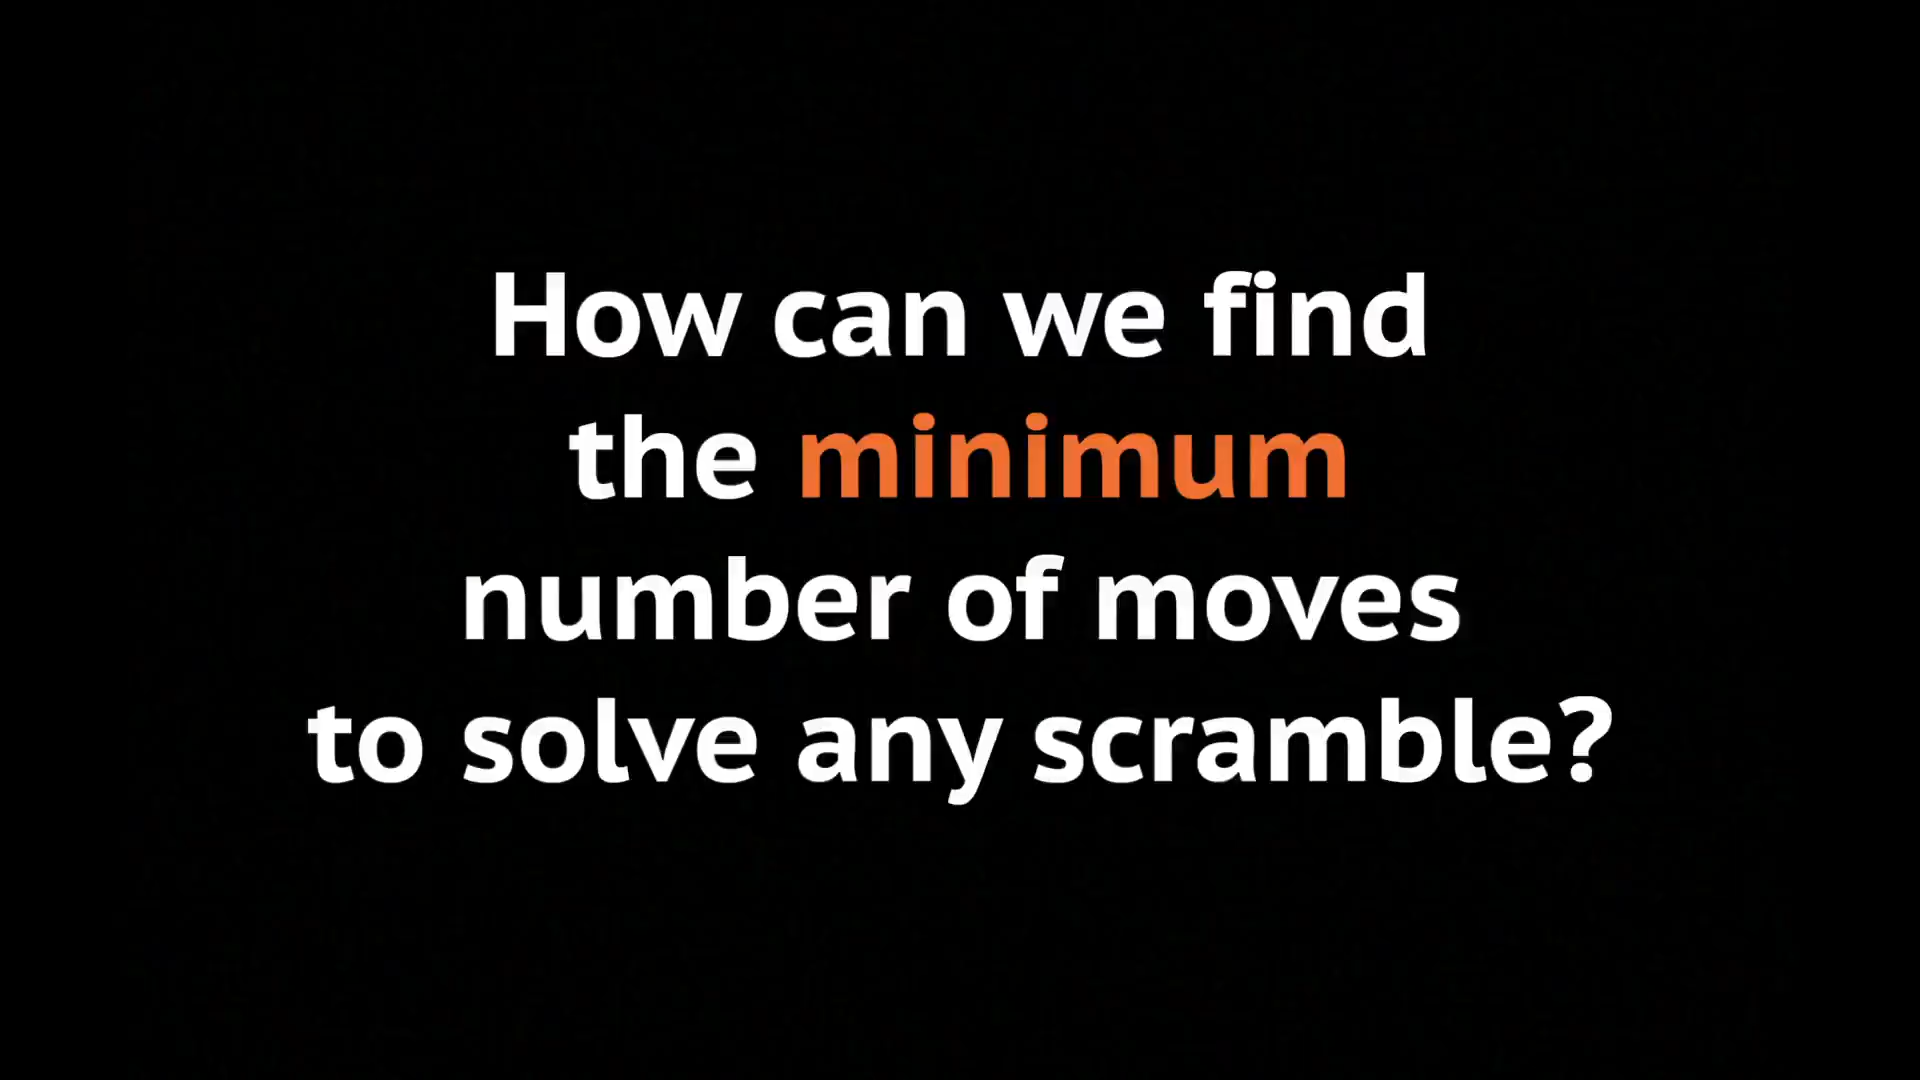 How can we find
the minimum
number of moves
to solve any scramble?